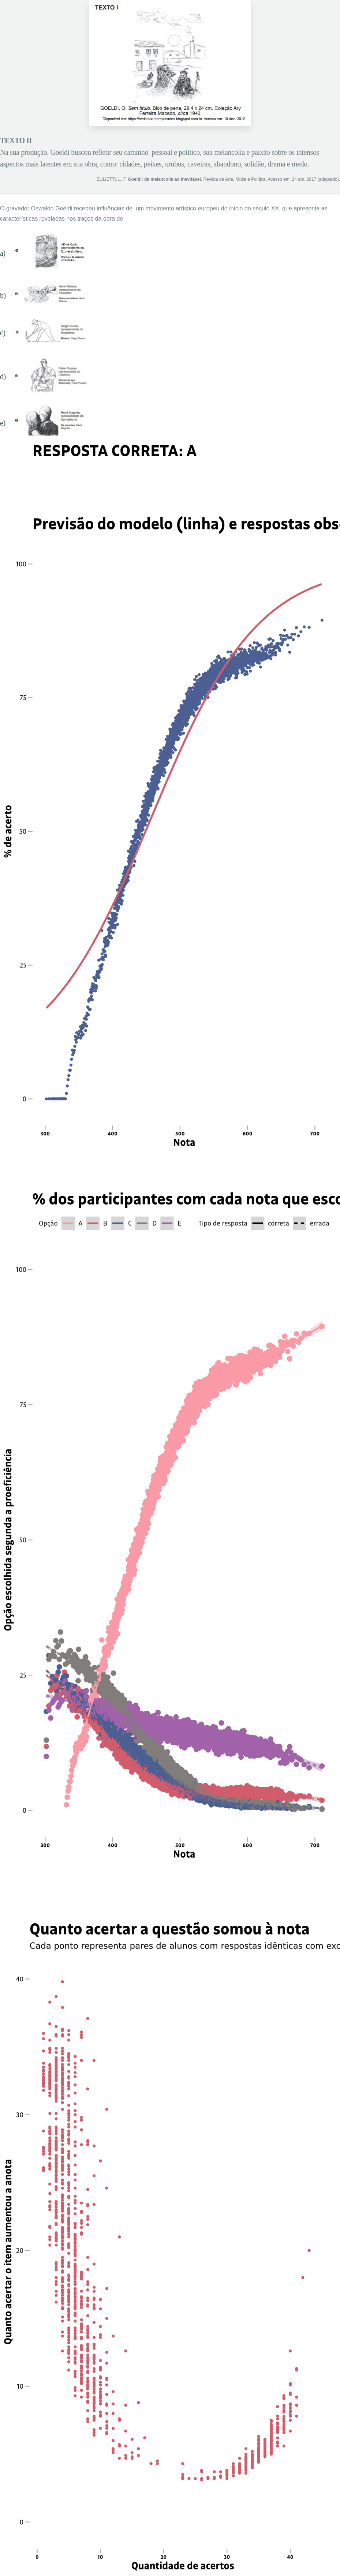 TEXTO I
GOELDI, O. Sem título. Bico de pena, 29,4 x 24 cm. Coleção Ary
Ferreira Macedo, circa 1940.
Disponível em: https://revistacontemporartes.blogspot.com.br. Acesso em: 10 dez. 2012.
TEXTO II
Na sua produção, Goeldi buscou refletir seu caminho pessoal e político, sua melancolia e paixão sobre os intensos
aspectos mais latentes em sua obra, como: cidades, peixes, urubus, caveiras, abandono, solidão, drama e medo.
ZULIETTI, L. F. Goeldi: da melancolia ao inevitável. Revista de Arte, Mídia e Política. Acesso em: 24 abr. 2017 (adaptado).
O gravador Oswaldo Goeldi recebeu influências de um movimento artístico europeu do início do século XX, que apresenta as
características reveladas nos traços da obra de
a)
b)
c)
d)
e)
RESPOSTA CORRETA: A
Previsão do modelo (linha) e respostas obs
100
75
50
25
0
% de acerto
300 400 500 600 700
Nota
% dos participantes com cada nota que esco
Opção A B C D E Tipo de resposta correta errada
100
75
50
25
0
Opção escolhida segunda a proeficiência
300 400 500 600 700
Nota
Quanto acertar a questão somou à nota
Cada ponto representa pares de alunos com respostas idênticas com exc
40
30
20
10
0
Quanto acertar o item aumentou a anota
0 10 20 30 40
Quantidade de acertos